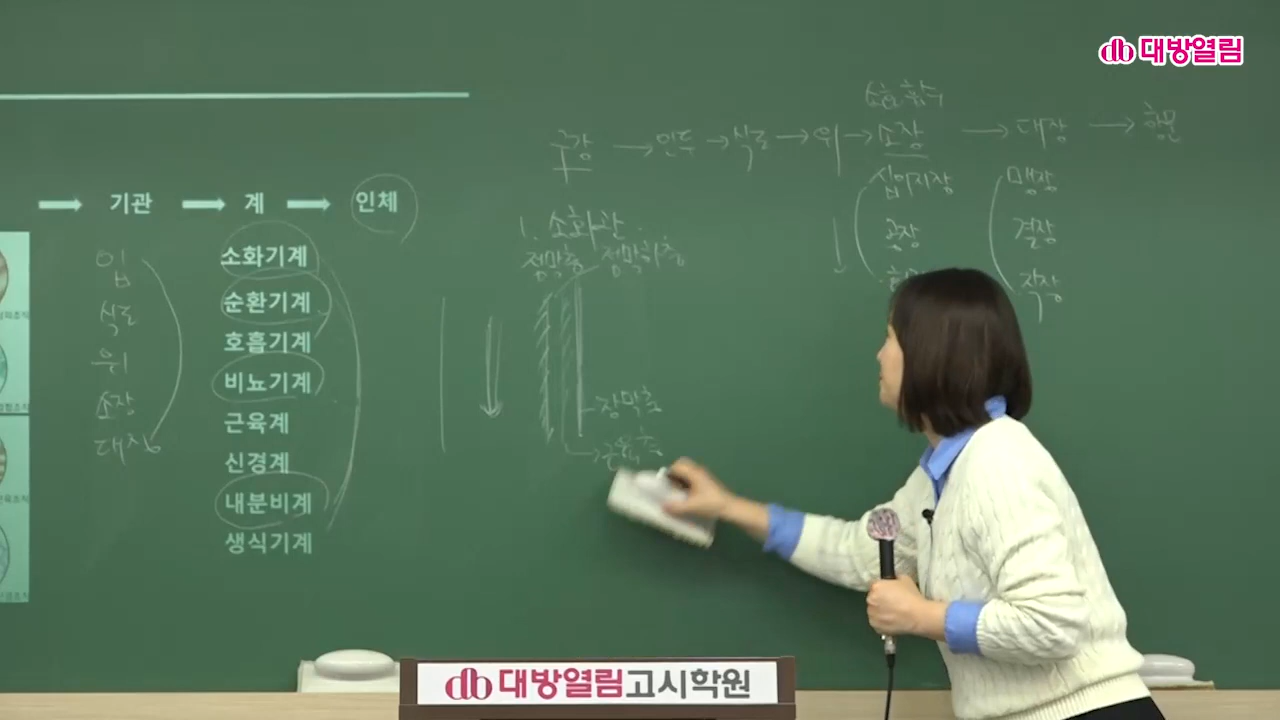 대방열림
소화 흡수
구강 → 인두 → 식도 → 위 → 소장 → 대장 → 항문
십이지장
맹장
공장
결장
직장
기관 → 계 → 인체
입
식도
위
소장
대장
소화기계
순환기계
호흡기계
비뇨기계
근육계
신경계
내분비계
생식기계
1. 소화관
점막층 점막하층
장막층
근육층
대방열림고시학원